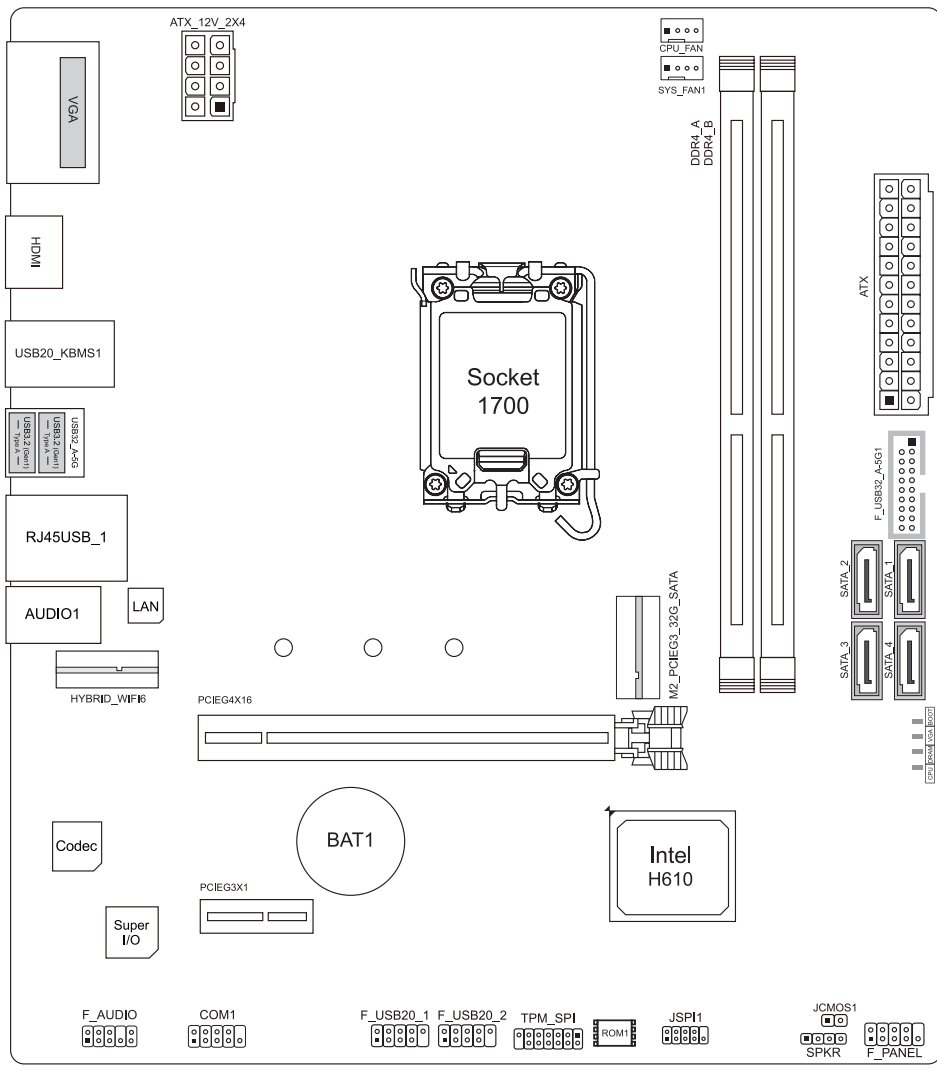 ATX_12V_2X4
CPU_FAN
SYS_FAN1
VGA
DDR4_A
DDR4_B
HDMI
ATX
USB20_KBMS1
Socket
1700
USB3.2 (Gen1)
— Type A —
USB3.2 (Gen1)
— Type A —
USB32_A-5G
F_USB32_A-5G1
RJ45USB_1
SATA_2
SATA_1
AUDIO1
LAN
M2_PCIEG3_32G_SATA
SATA_3
SATA_4
HYBRID_WIFI6
PCIEG4X16
CPU
DRAM
VGA
BOOT
BAT1
Codec
Intel
H610
PCIEG3X1
Super
I/O
F_AUDIO
COM1
F_USB20_1
F_USB20_2
TPM_SPI
ROM1
JSPI1
JCMOS1
SPKR
F_PANEL